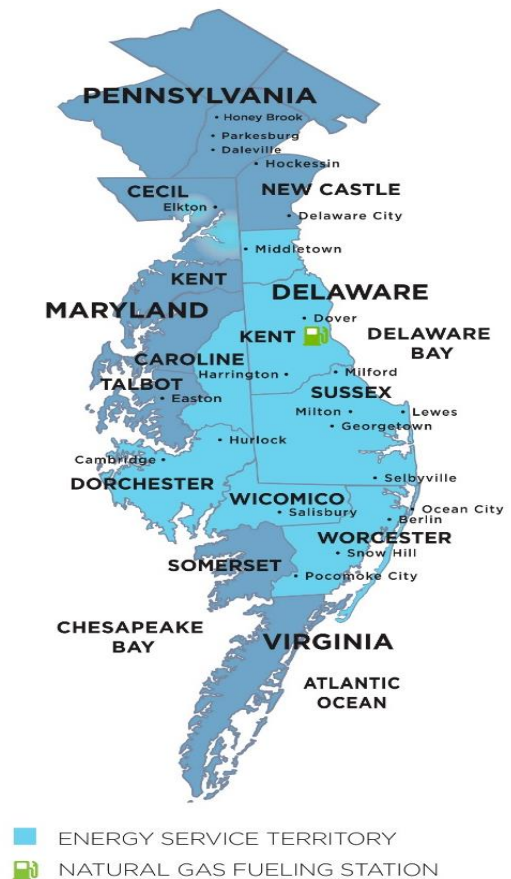 PENNSYLVANIA
Honey Brook
Parkesburg
Daleville
Hockessin
CECIL
NEW CASTLE
Elkton
Delaware City
Middletown
KENT
DELAWARE
MARYLAND
Dover
KENT
DELAWARE
BAY
CAROLINE
Harrington
Milford
TALBOT
SUSSEX
Easton
Milton
Lewes
Georgetown
Hurlock
Cambridge
DORCHESTER
Selbyville
WICOMICO
Salisbury
Ocean City
Berlin
WORCESTER
Snow Hill
SOMERSET
Pocomoke City
CHESAPEAKE
BAY
VIRGINIA
ATLANTIC
OCEAN
ENERGY SERVICE TERRITORY
NATURAL GAS FUELING STATION